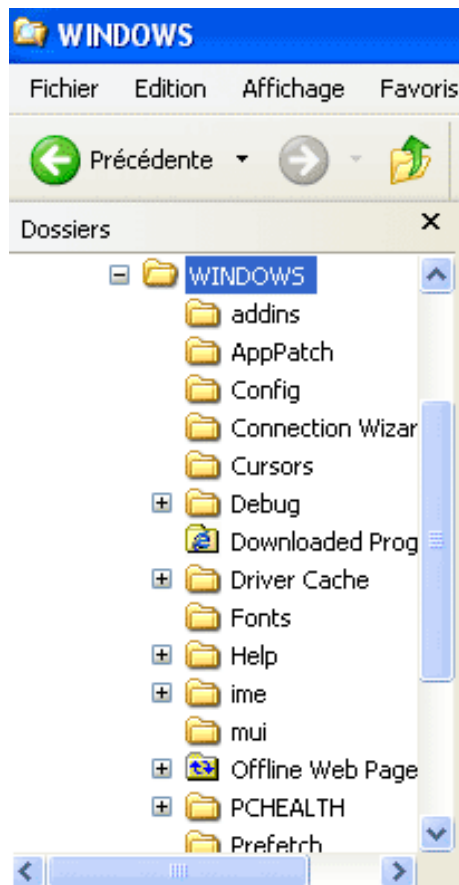 WINDOWS
Fichier Edition Affichage Favoris
Précédente
Dossiers
WINDOWS
addins
AppPatch
Config
Connection Wizar
Cursors
Debug
Downloaded Prog
Driver Cache
Fonts
Help
ime
mui
Offline Web Page
PCHEALTH
Prefetch